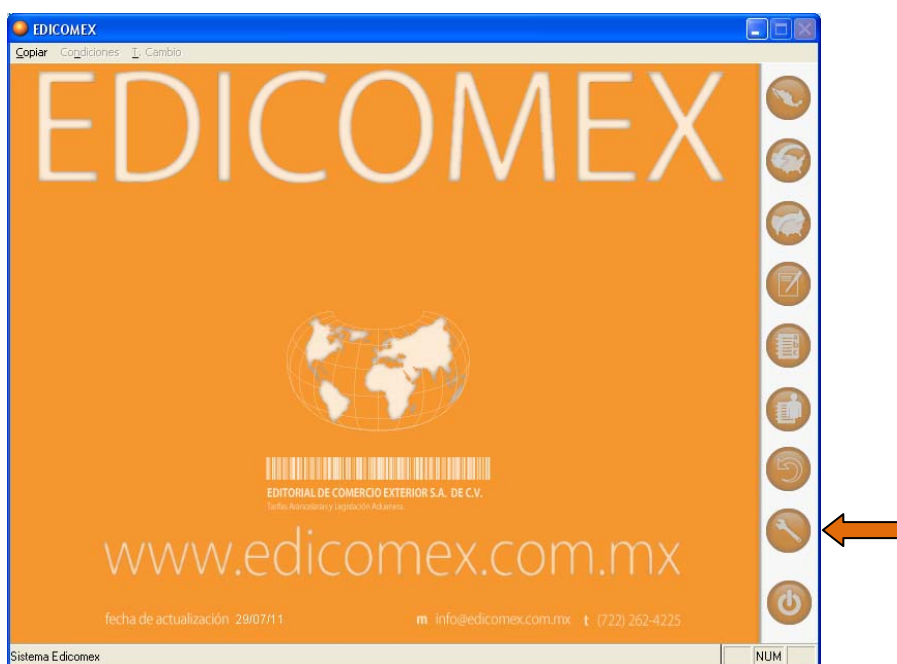 EDICOMEX
Copiar Condiciones T. Cambio
EDICOMEX
EDITORIAL DE COMERCIO EXTERIOR S.A. DE C.V.
Tarifas Arancelarias y Legislación Aduanera.
www.edicomex.com.mx
fecha de actualización 29/07/11 m info@edicomex.com.mx t (722) 262-4225
Sistema Edicomex NUM